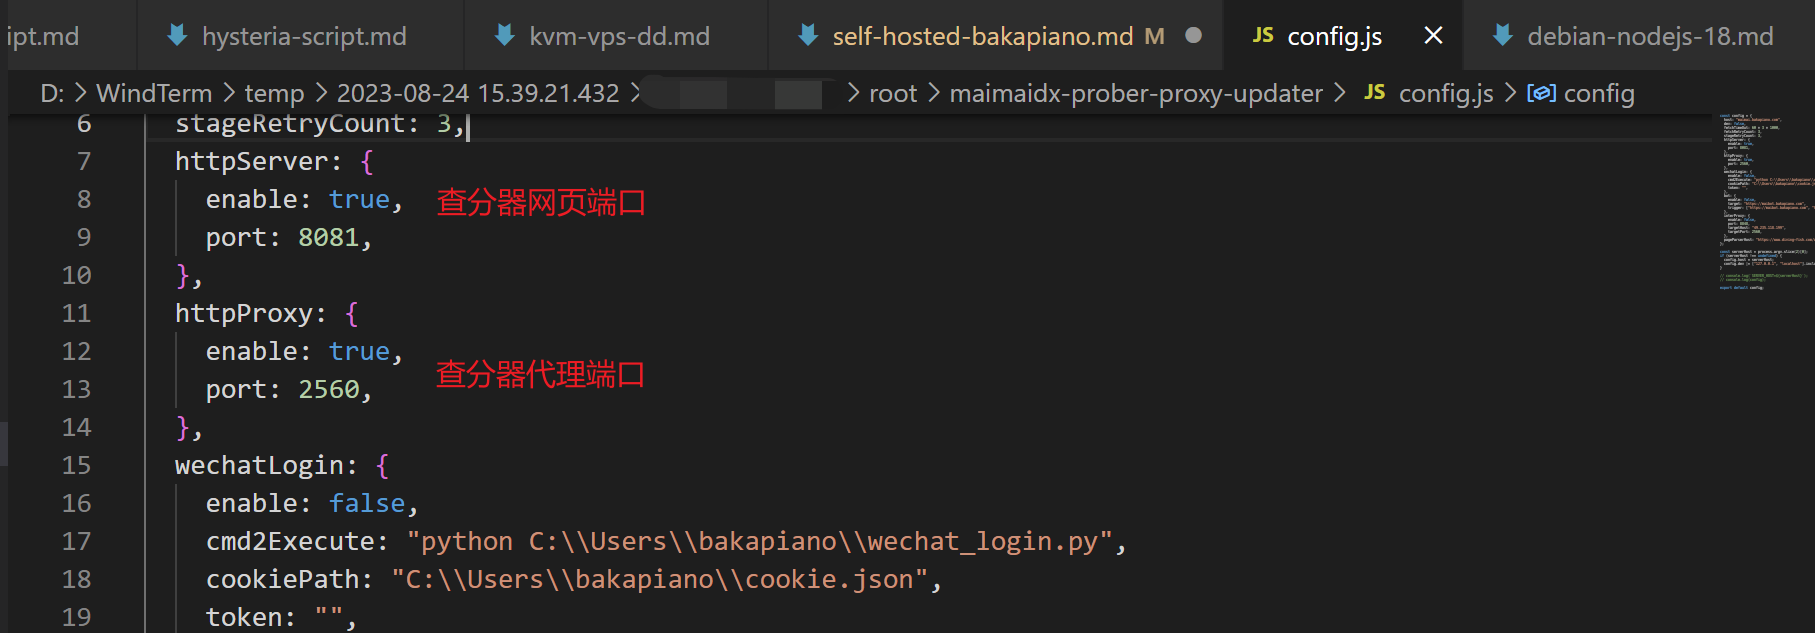 ipt.md hysteria-script.md kvm-vps-dd.md self-hosted-bakapiano.md M JS config.js debian-nodejs-18.md
D: > WindTerm > temp > 2023-08-24 15.39.21.432 > > root > maimaidx-prober-proxy-updater > JS config.js > config
6 stageRetryCount: 3,
7 httpServer: {
8 enable: true, 查分器网页端口
9 port: 8081,
10 },
11 httpProxy: {
12 enable: true,
查分器代理端口
13 port: 2560,
14 },
15 wechatLogin: {
16 enable: false,
17 cmd2Execute: "python C:\\Users\\bakapiano\\wechat_login.py",
18 cookiePath: "C:\\Users\\bakapiano\\cookie.json",
19 token: "",